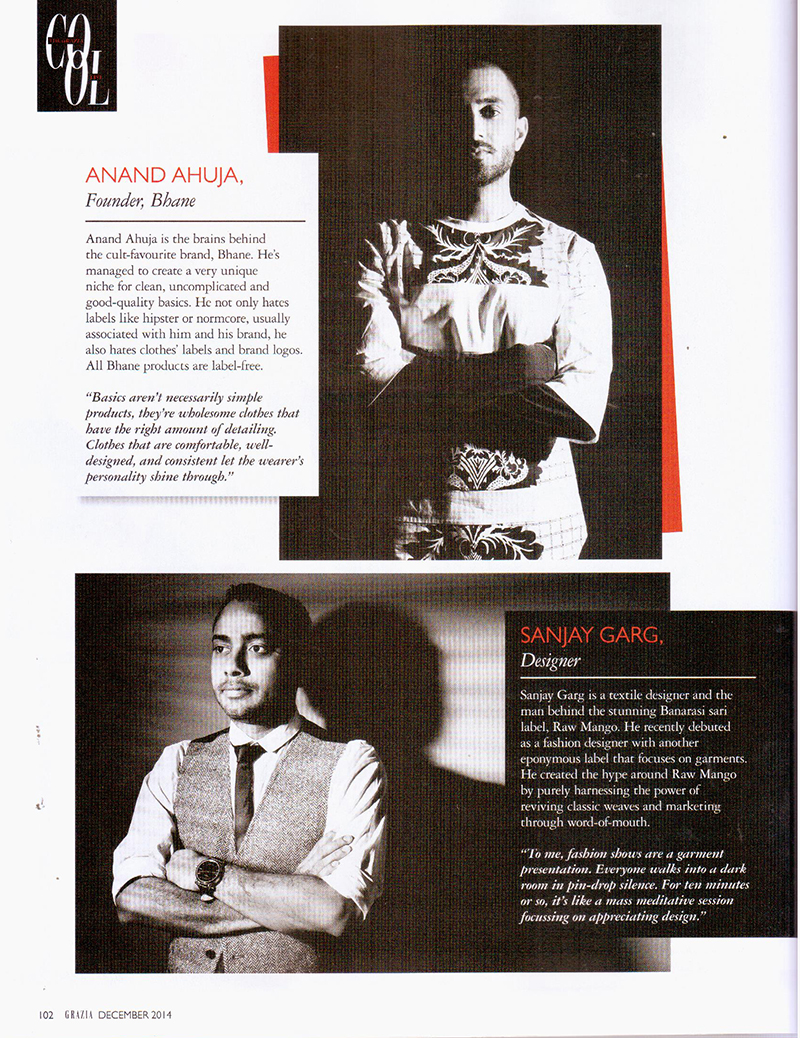 COOL
ANAND AHUJA,
Founder, Bhane
Anand Ahuja is the brains behind
the cult-favourite brand, Bhane. He's
managed to create a very unique
niche for clean, uncomplicated and
good-quality basics. He not only hates
labels like hipster or normcore, usually
associated with him and his brand, he
also hates clothes' labels and brand logos.
All Bhane products are label-free.
"Basics aren't necessarily simple
products, they're wholesome clothes that
have the right amount of detailing.
Clothes that are comfortable, well-
designed, and consistent let the wearer's
personality shine through."
SANJAY GARG,
Designer
Sanjay Garg is a textile designer and the
man behind the stunning Banarasi sari
label, Raw Mango. He recently debuted
as a fashion designer with another
eponymous label that focuses on garments.
He created the hype around Raw Mango
by purely harnessing the power of
reviving classic weaves and marketing
through word-of-mouth.
"To me, fashion shows are a garment
presentation. Everyone walks into a dark
room in pin-drop silence. For ten minutes
or so, it's like a mass meditative session
focussing on appreciating design."
102 GRAZIA DECEMBER 2014